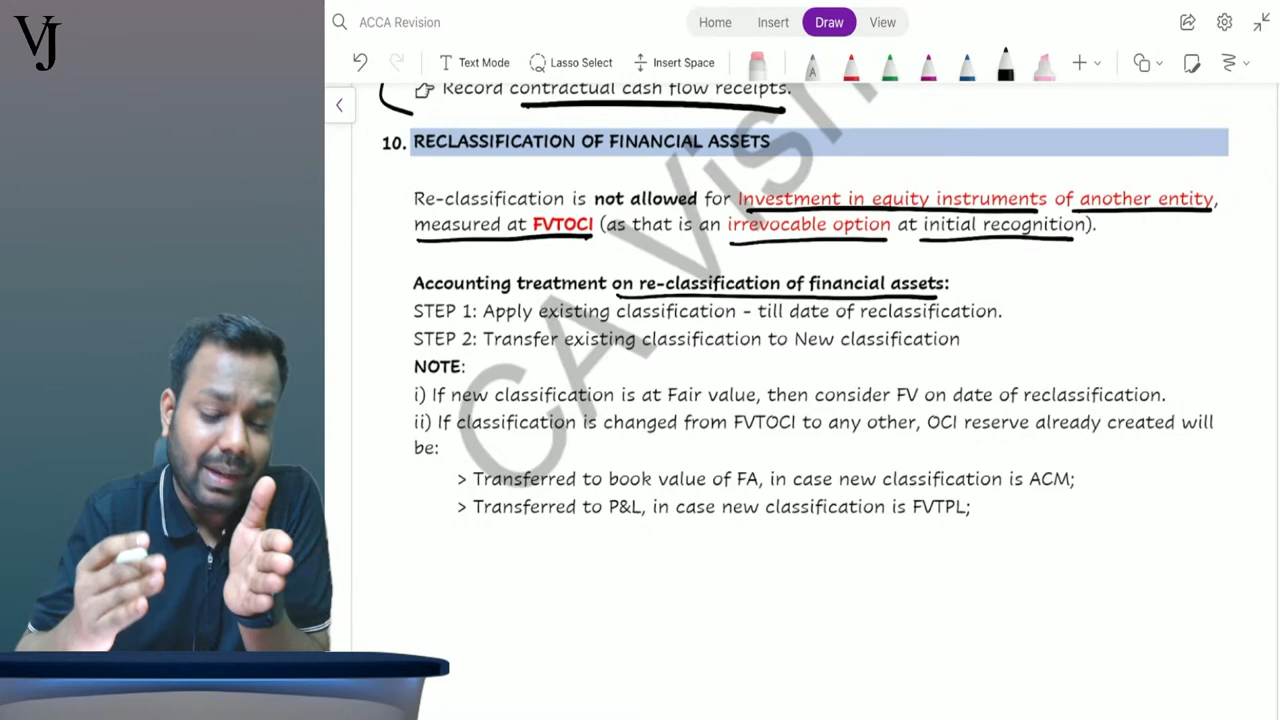 VJ
ACCA Revision
Home Insert Draw View
Text Mode Lasso Select Insert Space
Record contractual cash flow receipts.
10. RECLASSIFICATION OF FINANCIAL ASSETS
Re-classification is not allowed for Investment in equity instruments of another entity,
measured at FVTOCI (as that is an irrevocable option at initial recognition).
Accounting treatment on re-classification of financial assets:
STEP 1: Apply existing classification - till date of reclassification.
STEP 2: Transfer existing classification to New classification
NOTE:
i) If new classification is at Fair value, then consider FV on date of reclassification.
ii) If classification is changed from FVTOCI to any other, OCI reserve already created will
be:
> Transferred to book value of FA, in case new classification is ACM;
> Transferred to P&L, in case new classification is FVTPL;
CA Vish